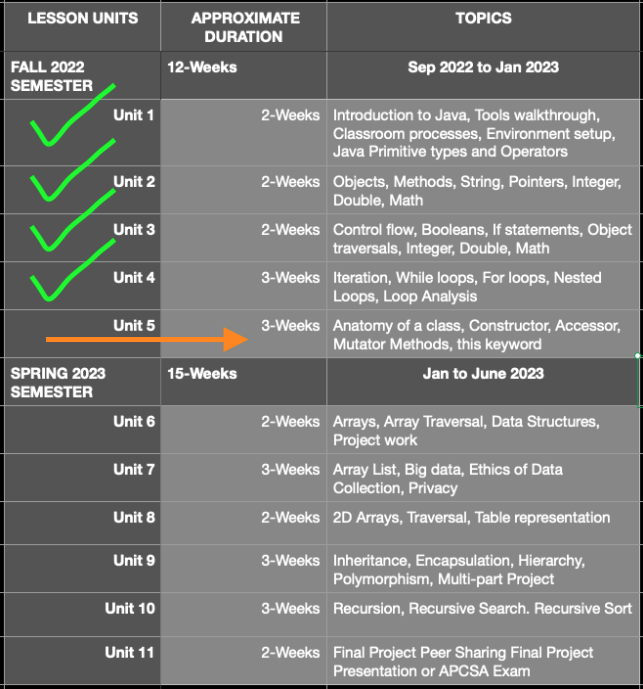 LESSON UNITS APPROXIMATE DURATION TOPICS
FALL 2022 SEMESTER 12-Weeks Sep 2022 to Jan 2023
Unit 1 2-Weeks Introduction to Java, Tools walkthrough,
Classroom processes, Environment setup,
Java Primitive types and Operators
Unit 2 2-Weeks Objects, Methods, String, Pointers, Integer,
Double, Math
Unit 3 2-Weeks Control flow, Booleans, If statements, Object
traversals, Integer, Double, Math
Unit 4 3-Weeks Iteration, While loops, For loops, Nested
Loops, Loop Analysis
Unit 5 3-Weeks Anatomy of a class, Constructor, Accessor,
Mutator Methods, this keyword
SPRING 2023 SEMESTER 15-Weeks Jan to June 2023
Unit 6 2-Weeks Arrays, Array Traversal, Data Structures,
Project work
Unit 7 3-Weeks Array List, Big data, Ethics of Data
Collection, Privacy
Unit 8 2-Weeks 2D Arrays, Traversal, Table representation
Unit 9 3-Weeks Inheritance, Encapsulation, Hierarchy,
Polymorphism, Multi-part Project
Unit 10 3-Weeks Recursion, Recursive Search. Recursive Sort
Unit 11 2-Weeks Final Project Peer Sharing Final Project
Presentation or APCSA Exam